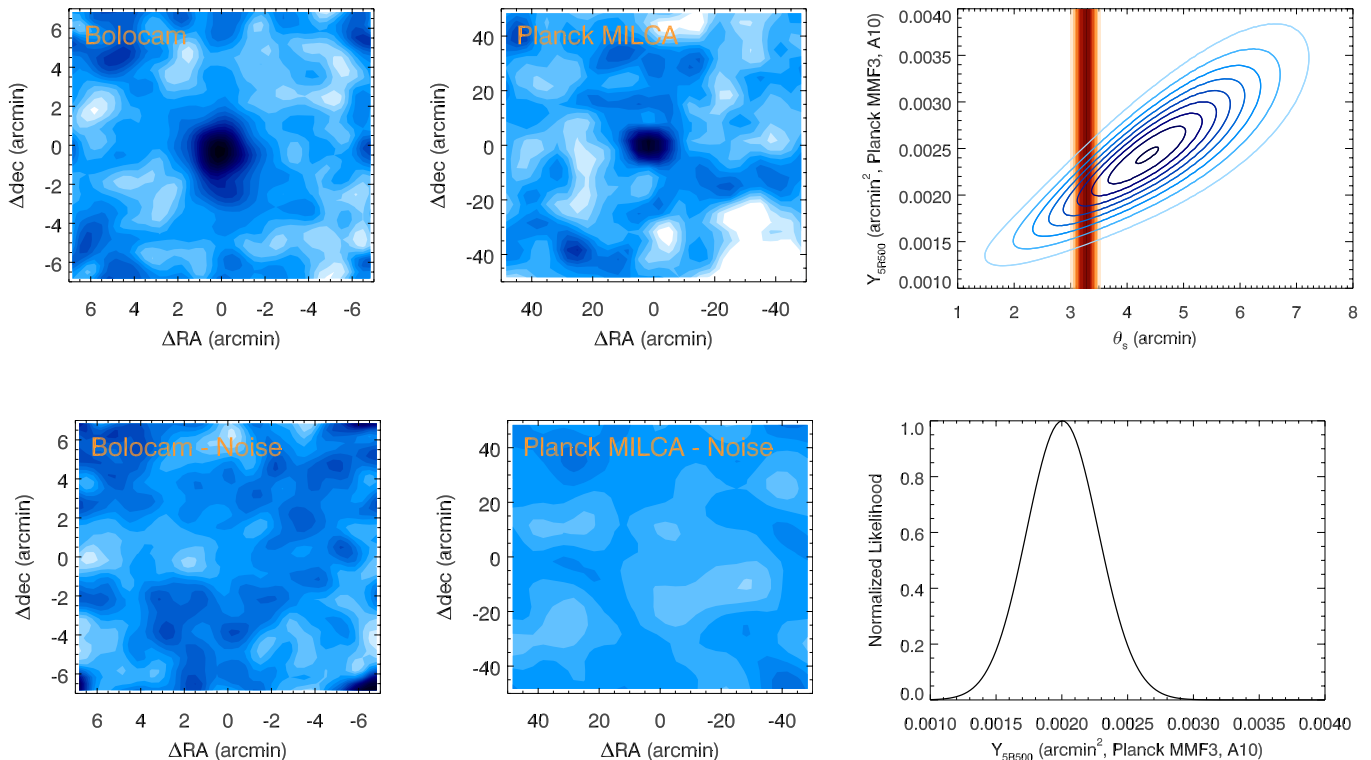 Bolocam
6
4
2
0
-2
-4
-6
Δdec (arcmin)
6 4 2 0 -2 -4 -6
ΔRA (arcmin)
Planck MILCA
40
20
0
-20
-40
Δdec (arcmin)
40 20 0 -20 -40
ΔRA (arcmin)
0.0040
0.0030
0.0020
0.0015
0.0010
Y5R500 (arcmin², Planck MMF3, A10)
1 2 3 4 5 6 7 8
θs (arcmin)
Bolocam - Noise
6
4
2
0
-2
-4
-6
Δdec (arcmin)
6 4 2 0 -2 -4 -6
ΔRA (arcmin)
Planck MILCA - Noise
40
20
0
-20
-40
Δdec (arcmin)
40 20 0 -20 -40
ΔRA (arcmin)
1.0
0.8
0.6
0.4
0.2
0.0
Normalized Likelihood
0.0010 0.0015 0.0020 0.0025 0.0030 0.0035 0.0040
Y5R500 (arcmin², Planck MMF3, A10)